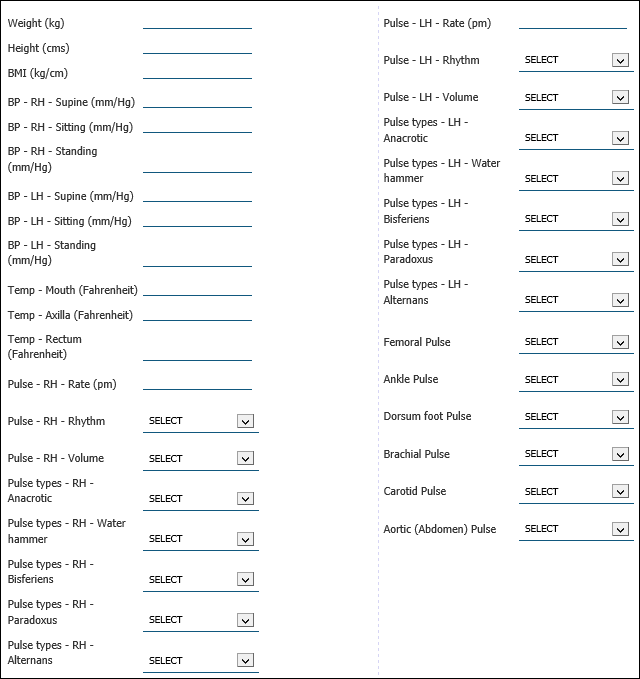 Weight (kg)
Height (cms)
BMI (kg/cm)
BP - RH - Supine (mm/Hg)
BP - RH - Sitting (mm/Hg)
BP - RH - Standing
(mm/Hg)
BP - LH - Supine (mm/Hg)
BP - LH - Sitting (mm/Hg)
BP - LH - Standing
(mm/Hg)
Temp - Mouth (Fahrenheit)
Temp - Axilla (Fahrenheit)
Temp - Rectum
(Fahrenheit)
Pulse - RH - Rate (pm)
Pulse - RH - Rhythm SELECT
Pulse - RH - Volume SELECT
Pulse types - RH -
Anacrotic SELECT
Pulse types - RH - Water
hammer SELECT
Pulse types - RH -
Bisferiens SELECT
Pulse types - RH -
Paradoxus SELECT
Pulse types - RH -
Alternans SELECT
Pulse - LH - Rate (pm)
Pulse - LH - Rhythm SELECT
Pulse - LH - Volume SELECT
Pulse types - LH -
Anacrotic SELECT
Pulse types - LH - Water
hammer SELECT
Pulse types - LH -
Bisferiens SELECT
Pulse types - LH -
Paradoxus SELECT
Pulse types - LH -
Alternans SELECT
Femoral Pulse SELECT
Ankle Pulse SELECT
Dorsum foot Pulse SELECT
Brachial Pulse SELECT
Carotid Pulse SELECT
Aortic (Abdomen) Pulse SELECT